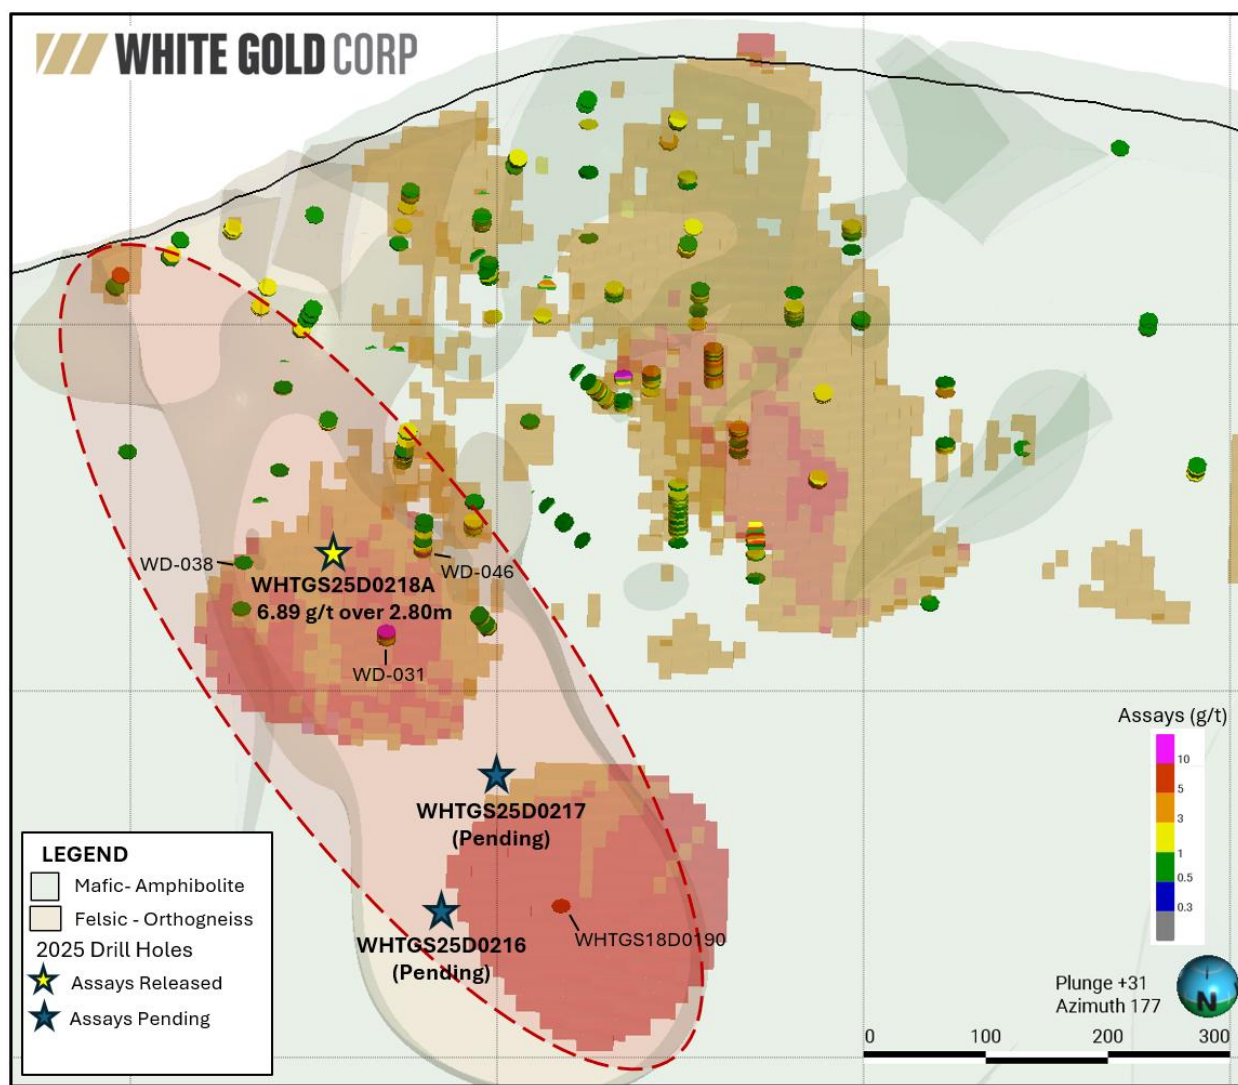 WHITE GOLD CORP
WD-038
WD-046
WHTGS25D0218A
6.89 g/t over 2.80m
WD-031
WHTGS25D0217
(Pending)
WHTGS25D0216
(Pending)
WHTGS18D0190
Assays (g/t)
10
5
3
1
0.5
0.3
LEGEND
Mafic- Amphibolite
Felsic - Orthogneiss
2025 Drill Holes
Assays Released
Assays Pending
Plunge +31
Azimuth 177
N
0 100 200 300